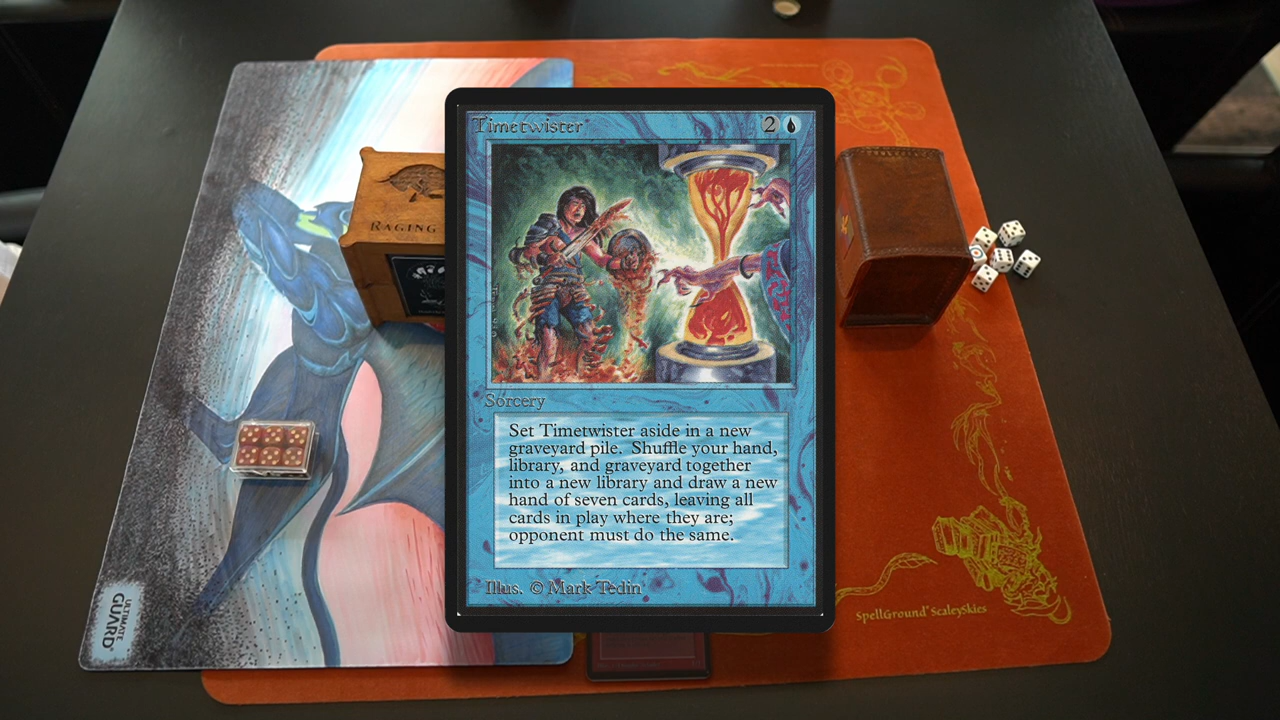 Timetwister 2
RAGING
Sorcery
Set Timetwister aside in a new
graveyard pile. Shuffle your hand,
library, and graveyard together
into a new library and draw a new
hand of seven cards, leaving all
cards in play where they are;
opponent must do the same.
Illus. © Mark Tedin
ULTIMATE
GUARD
SpellGround ScaleySkies